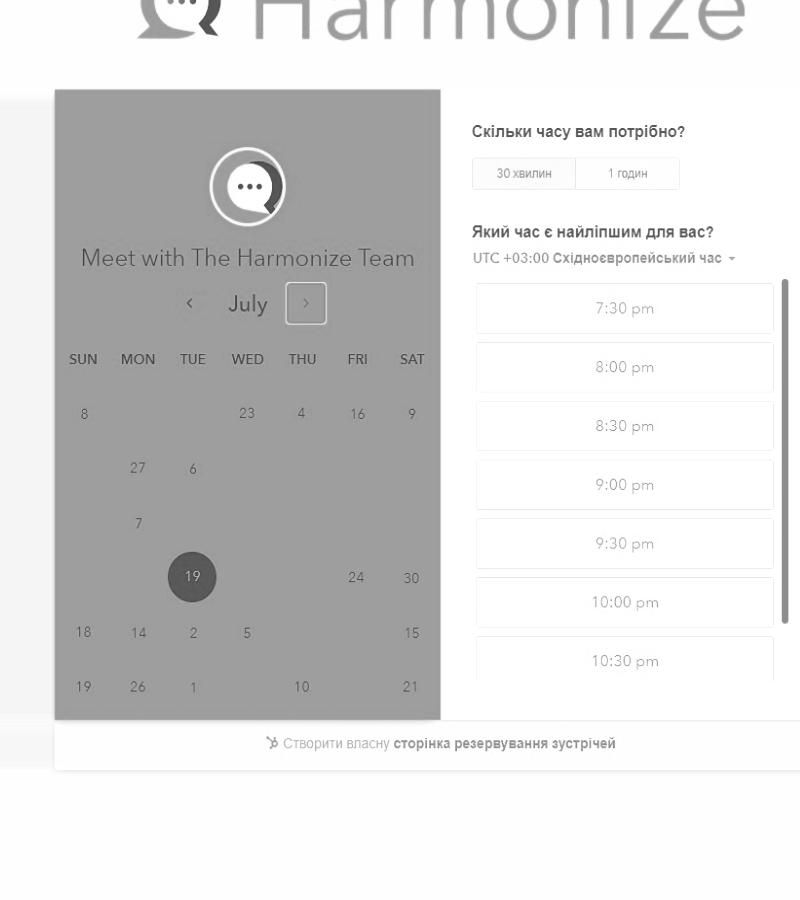 Harmonize
Meet with The Harmonize Team
July
SUN MON TUE WED THU FRI SAT
8 23 4 16 9
27 6
7
19 24 30
18 14 2 5 15
19 26 1 10 21
Скільки часу вам потрібно?
30 хвилин 1 годин
Який час є найліпшим для вас?
UTC +03:00 Східноєвропейський час
7:30 pm
8:00 pm
8:30 pm
9:00 pm
9:30 pm
10:00 pm
10:30 pm
Створити власну сторінка резервування зустрічей